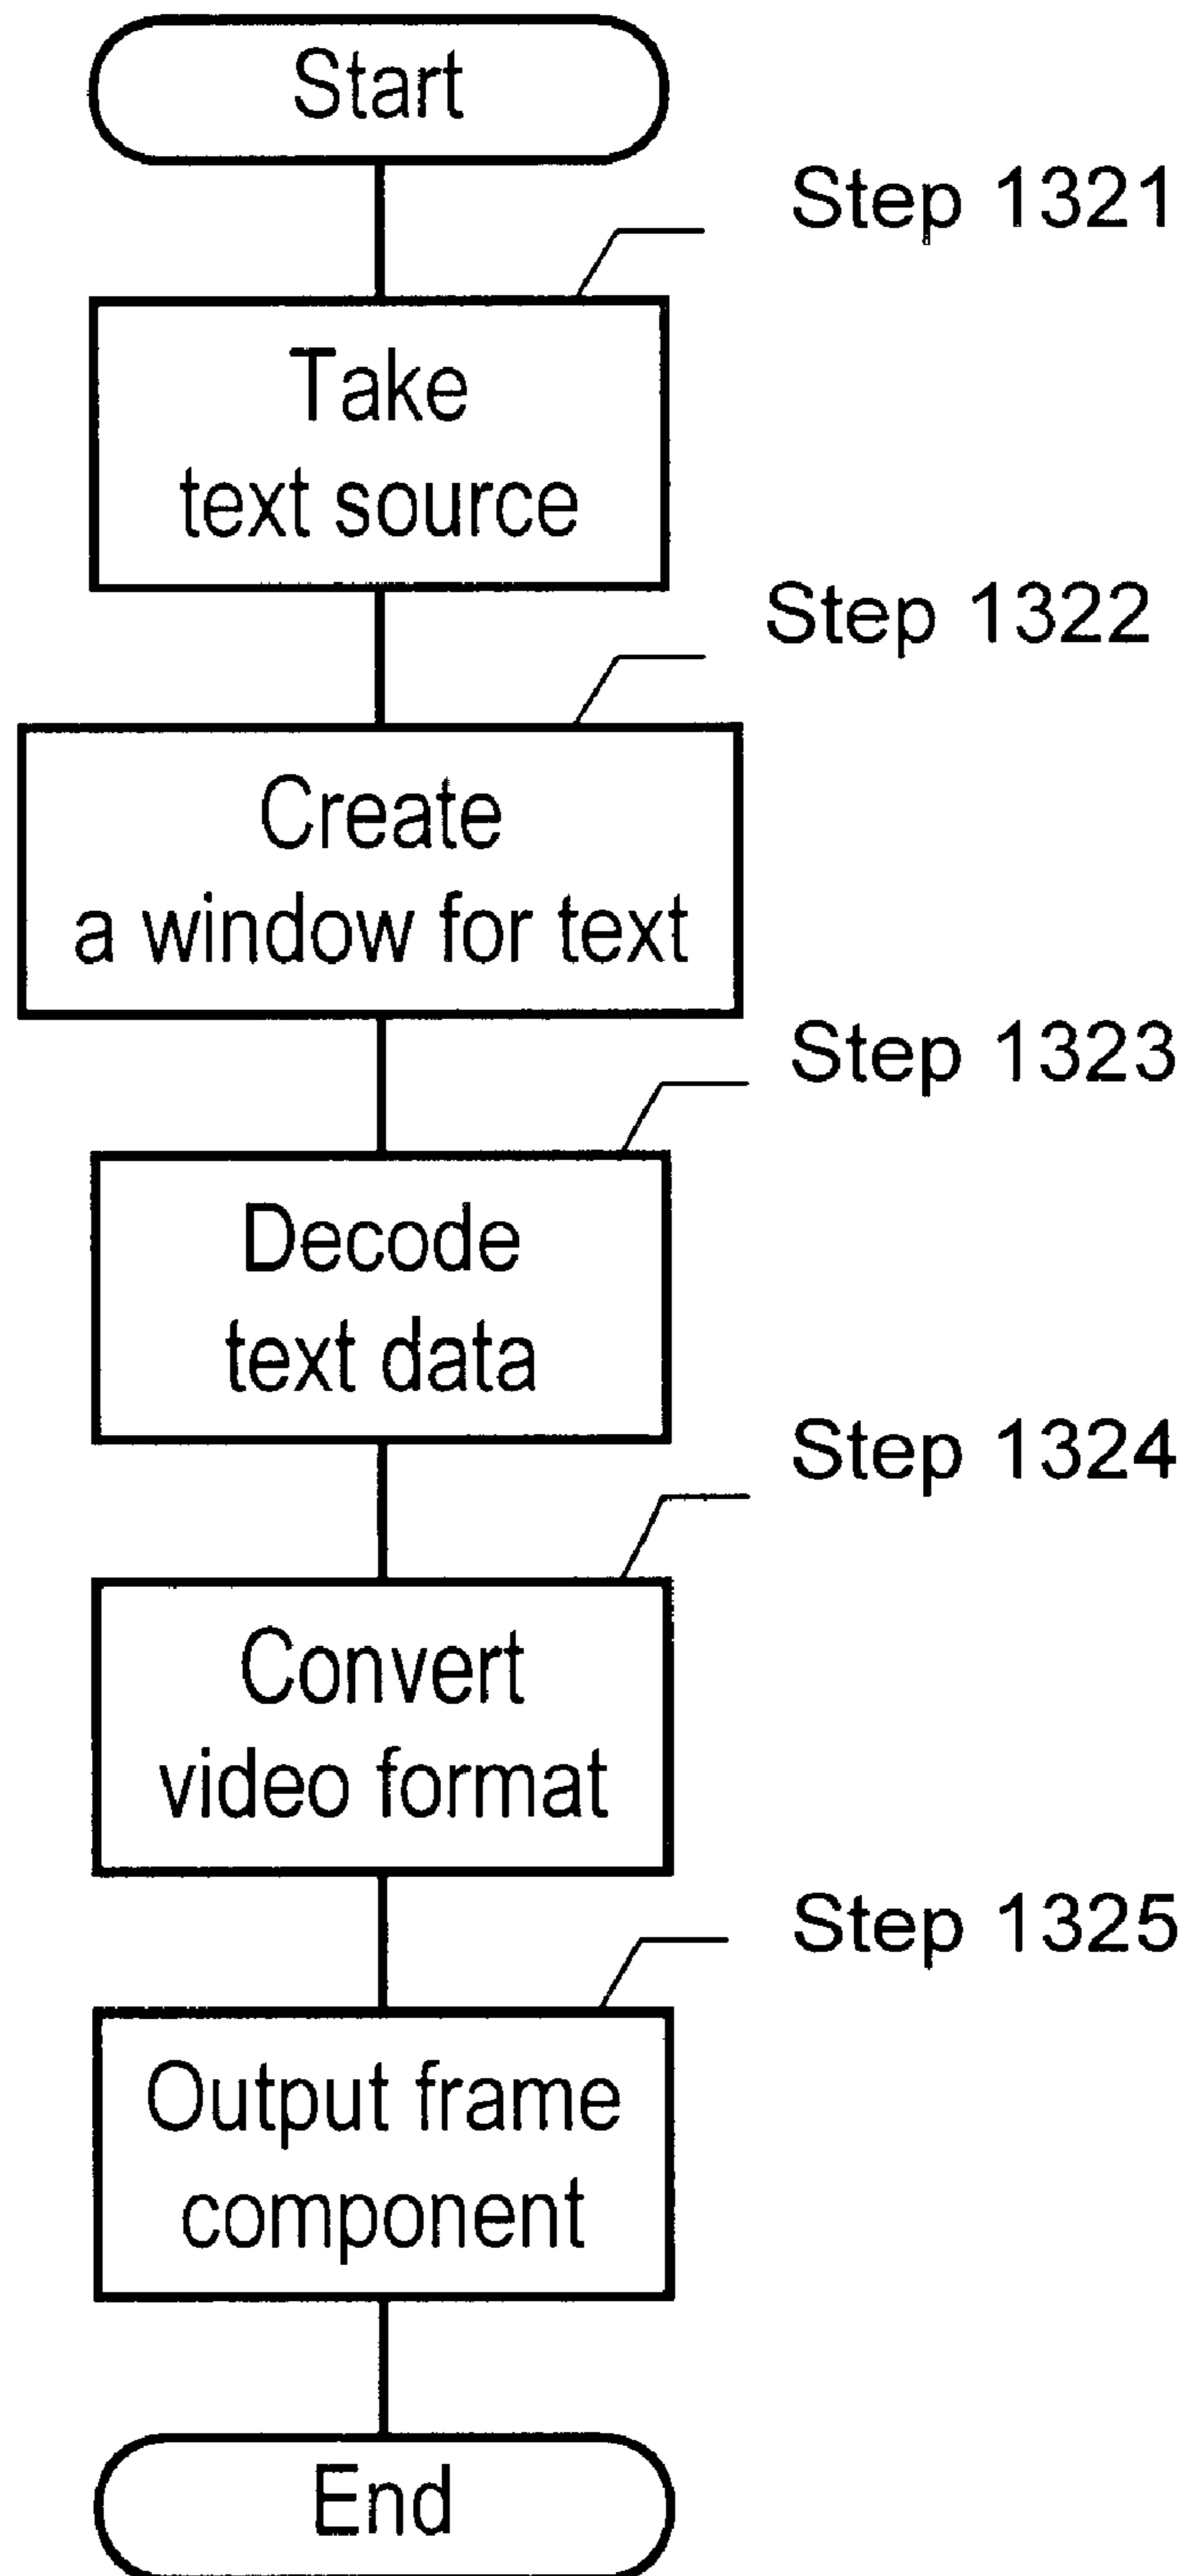 Start
Step 1321
Take
text source
Step 1322
Create
a window for text
Step 1323
Decode
text data
Step 1324
Convert
video format
Step 1325
Output frame
component
End